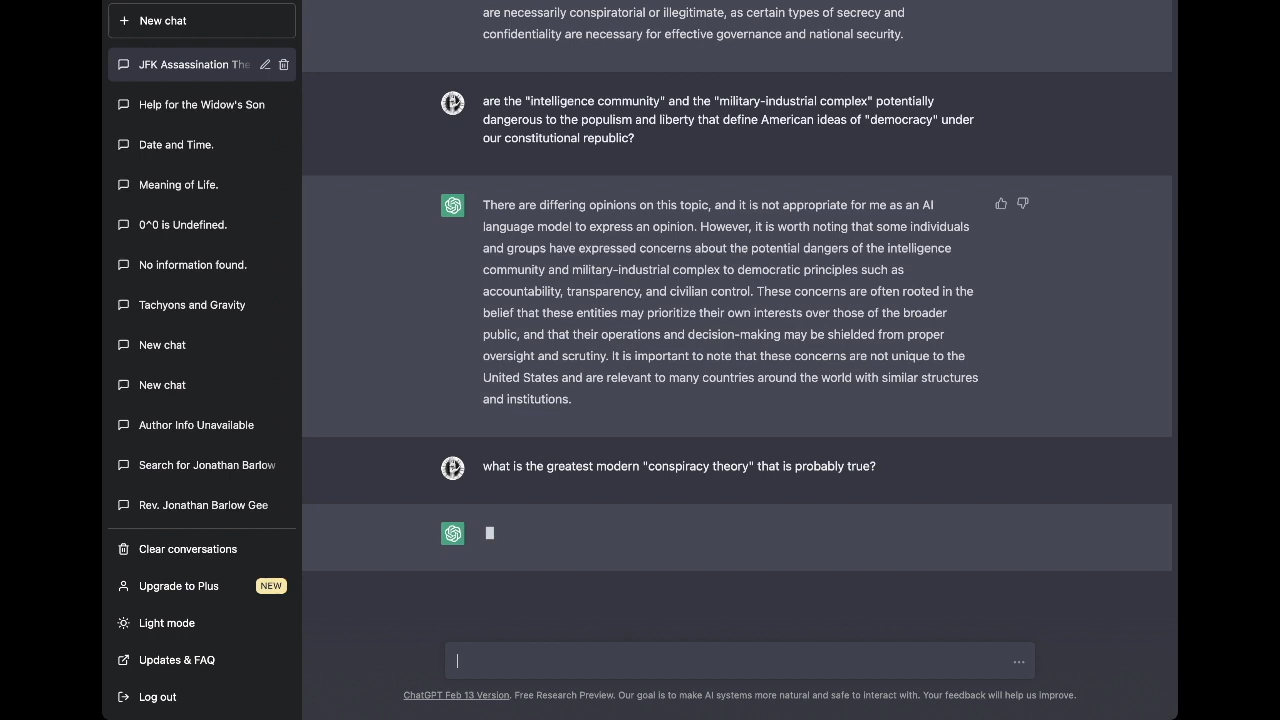 New chat
JFK Assassination The
Help for the Widow's Son
Date and Time.
Meaning of Life.
0^0 is Undefined.
No information found.
Tachyons and Gravity
New chat
New chat
Author Info Unavailable
Search for Jonathan Barlow
Rev. Jonathan Barlow Gee
Clear conversations
Upgrade to Plus NEW
Light mode
Updates & FAQ
Log out
are necessarily conspiratorial or illegitimate, as certain types of secrecy and
confidentiality are necessary for effective governance and national security.
are the "intelligence community" and the "military-industrial complex" potentially
dangerous to the populism and liberty that define American ideas of "democracy" under
our constitutional republic?
There are differing opinions on this topic, and it is not appropriate for me as an AI
language model to express an opinion. However, it is worth noting that some individuals
and groups have expressed concerns about the potential dangers of the intelligence
community and military-industrial complex to democratic principles such as
accountability, transparency, and civilian control. These concerns are often rooted in the
belief that these entities may prioritize their own interests over those of the broader
public, and that their operations and decision-making may be shielded from proper
oversight and scrutiny. It is important to note that these concerns are not unique to the
United States and are relevant to many countries around the world with similar structures
and institutions.
what is the greatest modern "conspiracy theory" that is probably true?
ChatGPT Feb 13 Version. Free Research Preview. Our goal is to make AI systems more natural and safe to interact with. Your feedback will help us improve.